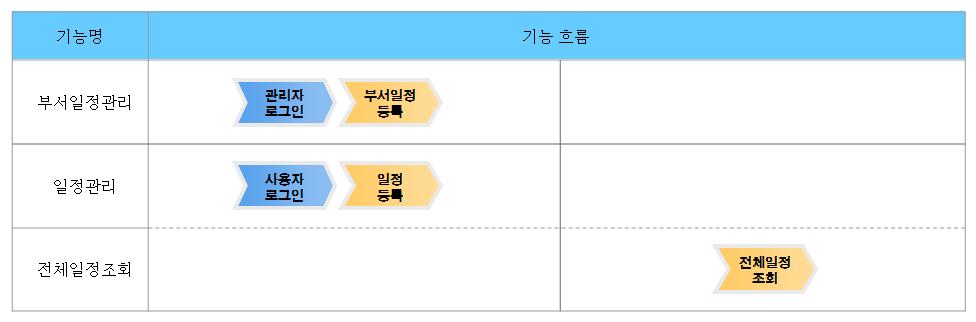 기능명
기능 흐름
부서일정관리
관리자
로그인
부서일정
등록
일정관리
사용자
로그인
일정
등록
전체일정조회
전체일정
조회